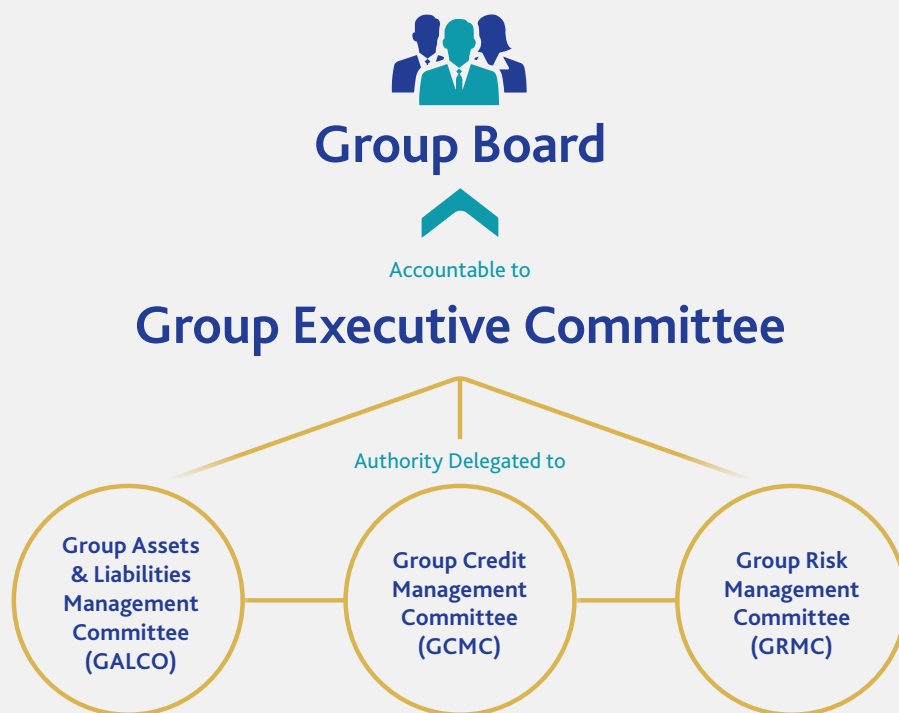 Group Board
Accountable to
Group Executive Committee
Authority Delegated to
Group Assets
& Liabilities
Management
Committee
(GALCO)
Group Credit
Management
Committee
(GCMC)
Group Risk
Management
Committee
(GRMC)